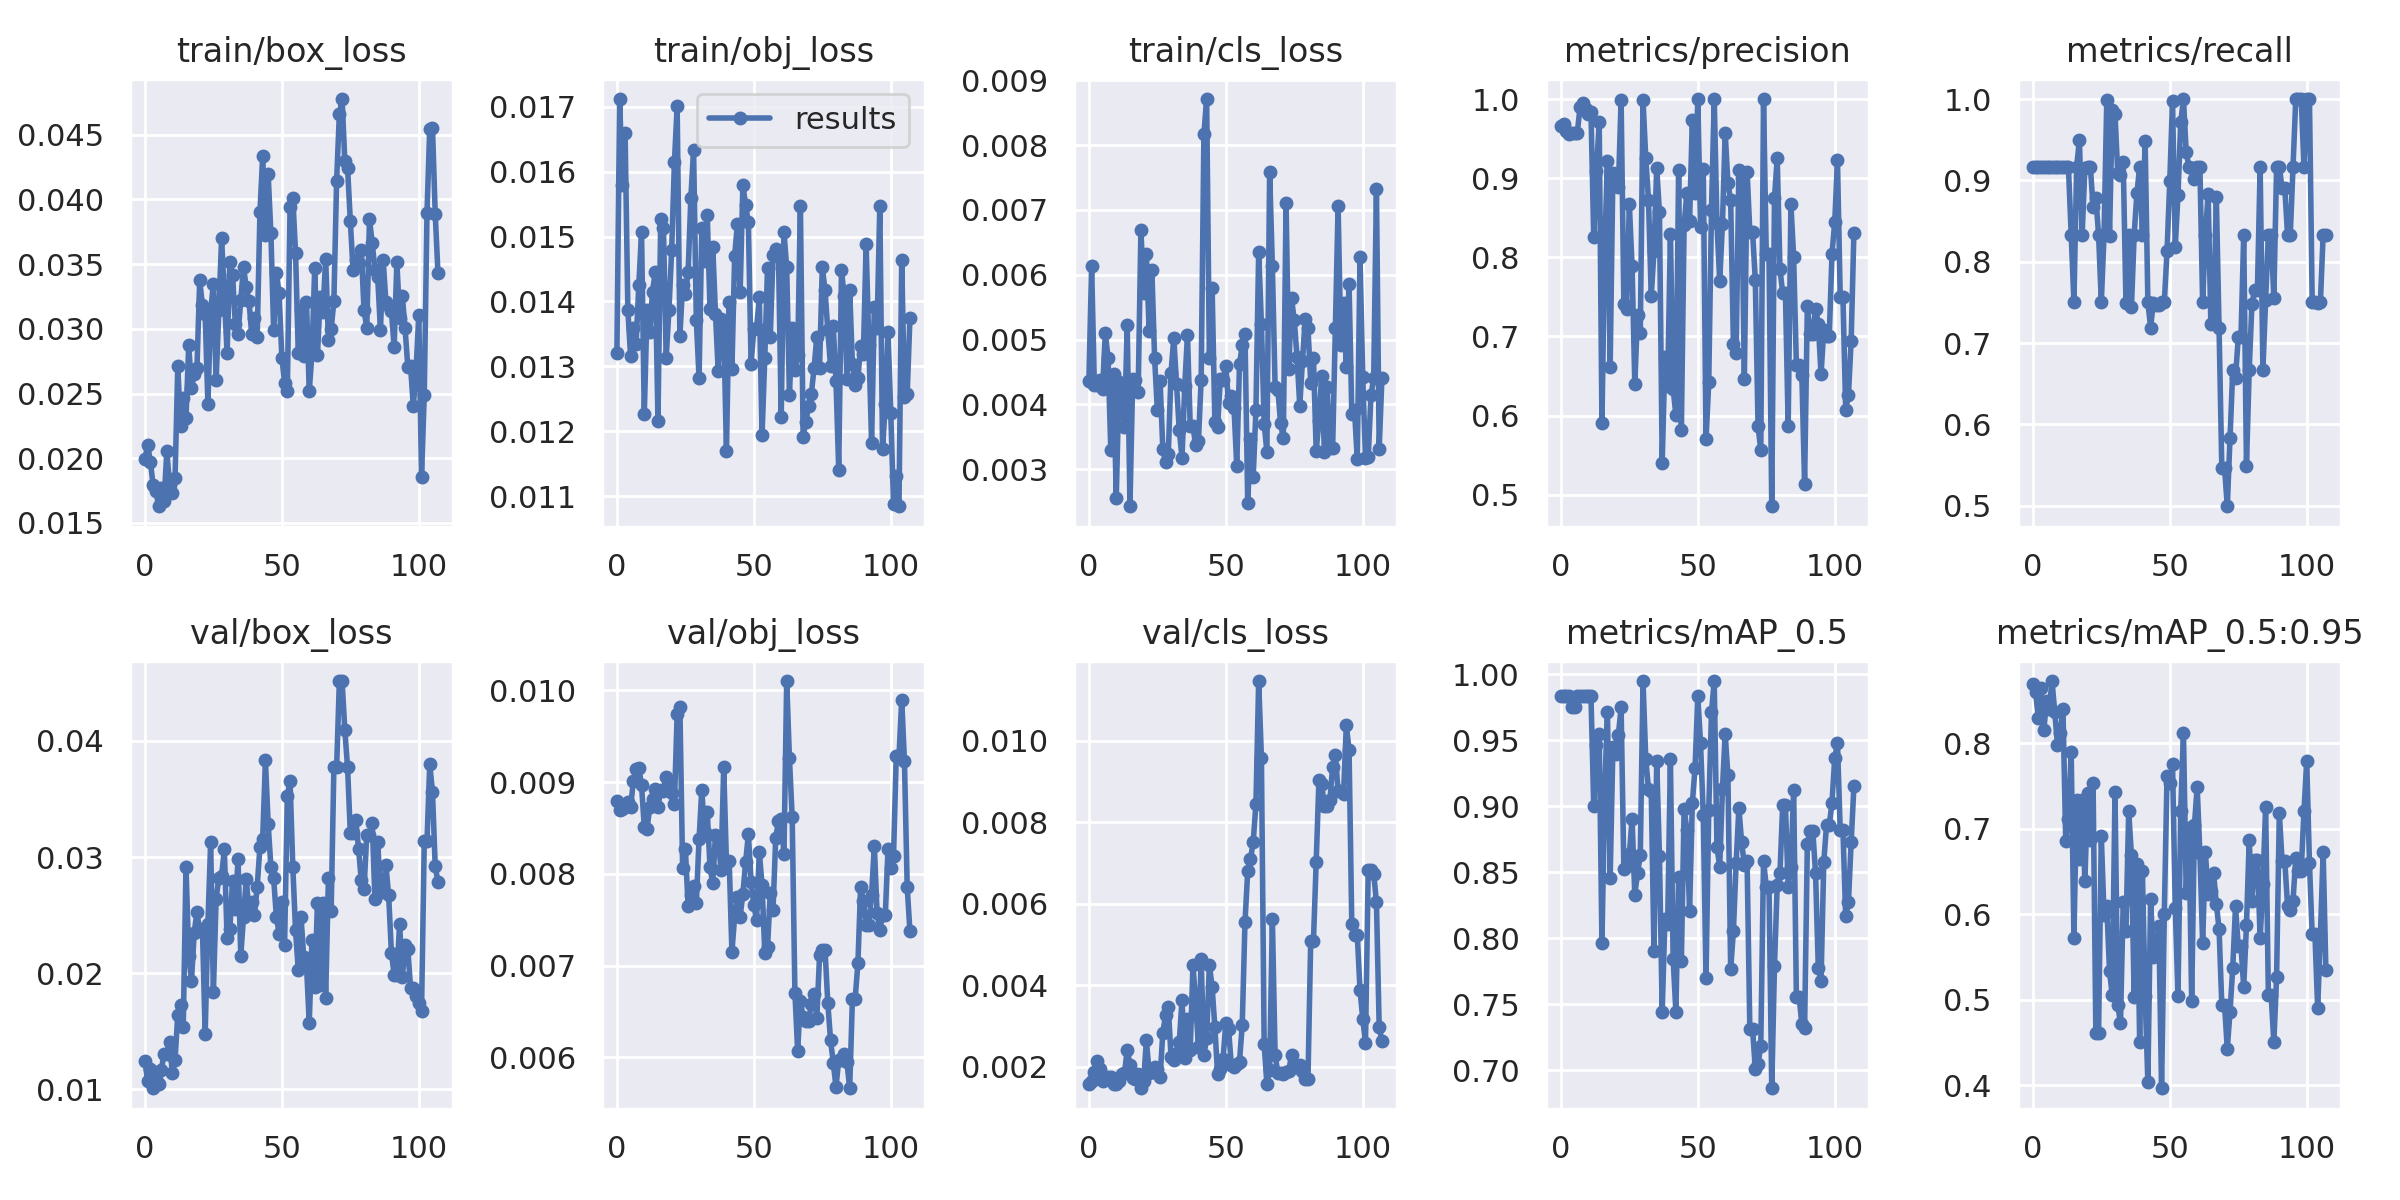 train/box_loss
0.045
0.040
0.035
0.030
0.025
0.020
0.015
0 50 100
train/obj_loss
results
0.017
0.016
0.015
0.014
0.013
0.012
0.011
0 50 100
train/cls_loss
0.009
0.008
0.007
0.006
0.005
0.004
0.003
0 50 100
metrics/precision
1.0
0.9
0.8
0.7
0.6
0.5
0 50 100
metrics/recall
1.0
0.9
0.8
0.7
0.6
0.5
0 50 100
val/box_loss
0.04
0.03
0.02
0.01
0 50 100
val/obj_loss
0.010
0.009
0.008
0.007
0.006
0 50 100
val/cls_loss
0.010
0.008
0.006
0.004
0.002
0 50 100
metrics/mAP_0.5
1.00
0.95
0.90
0.85
0.80
0.75
0.70
0 50 100
metrics/mAP_0.5:0.95
0.8
0.7
0.6
0.5
0.4
0 50 100